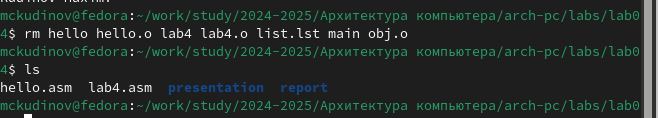 mckudinov@fedora:~/work/study/2024-2025/Архитектура компьютера/arch-pc/labs/lab0
4$ rm hello hello.o lab4 lab4.o list.lst main obj.o
mckudinov@fedora:~/work/study/2024-2025/Архитектура компьютера/arch-pc/labs/lab0
4$ ls
hello.asm  lab4.asm  presentation  report
mckudinov@fedora:~/work/study/2024-2025/Архитектура компьютера/arch-pc/labs/lab0